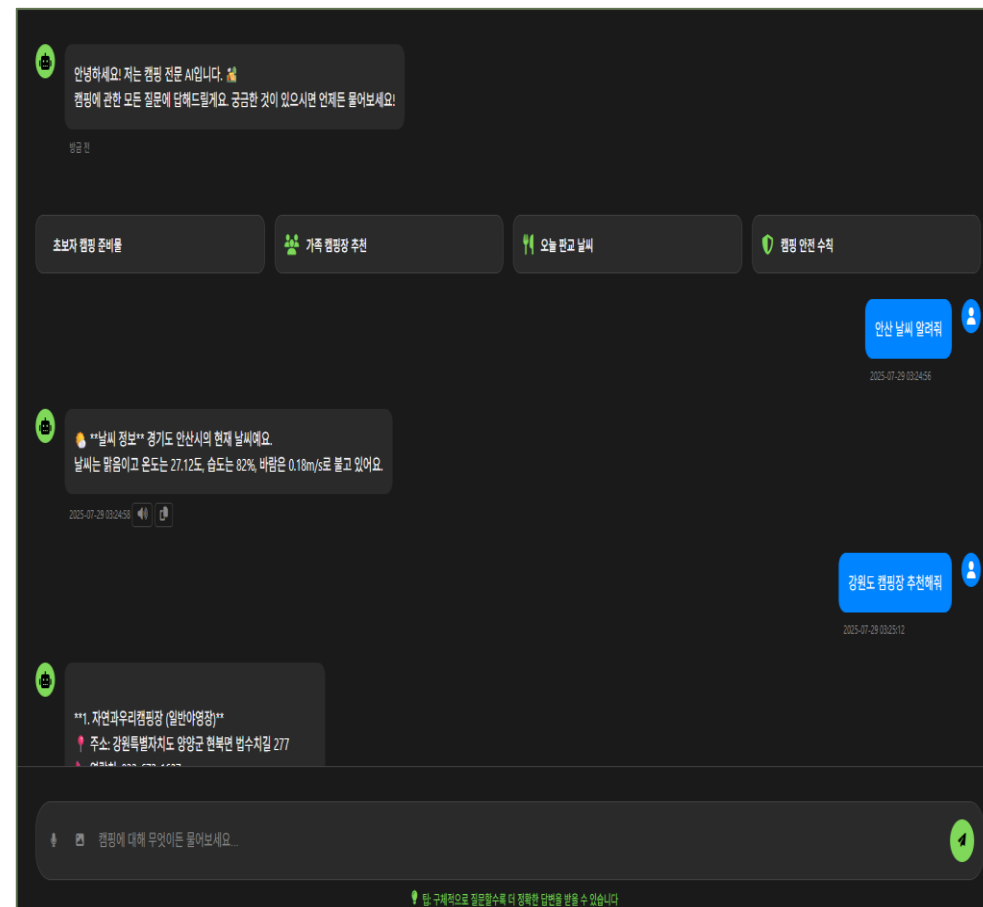 안녕하세요! 저는 캠핑 전문 AI입니다. 🏕️
캠핑에 관한 모든 질문에 답해드릴게요. 궁금한 것이 있으시면 언제든 물어보세요!
방금 전
초보자 캠핑 준비물
가족 캠핑장 추천
오늘 판교 날씨
캠핑 안전 수칙
안산 날씨 알려줘
2025-07-29 03:24:56
**날씨 정보** 경기도 안산시의 현재 날씨예요.
날씨는 맑음이고 온도는 27.12도, 습도는 82%, 바람은 0.18m/s로 불고 있어요.
2025-07-29 03:24:58
강원도 캠핑장 추천해줘
2025-07-29 03:25:12
**1. 자연과우리캠핑장 (일반야영장)**
📍 주소: 강원특별자치도 양양군 현북면 법수치길 277
캠핑에 대해 무엇이든 물어보세요...
팁: 구체적으로 질문할수록 더 정확한 답변을 받을 수 있습니다